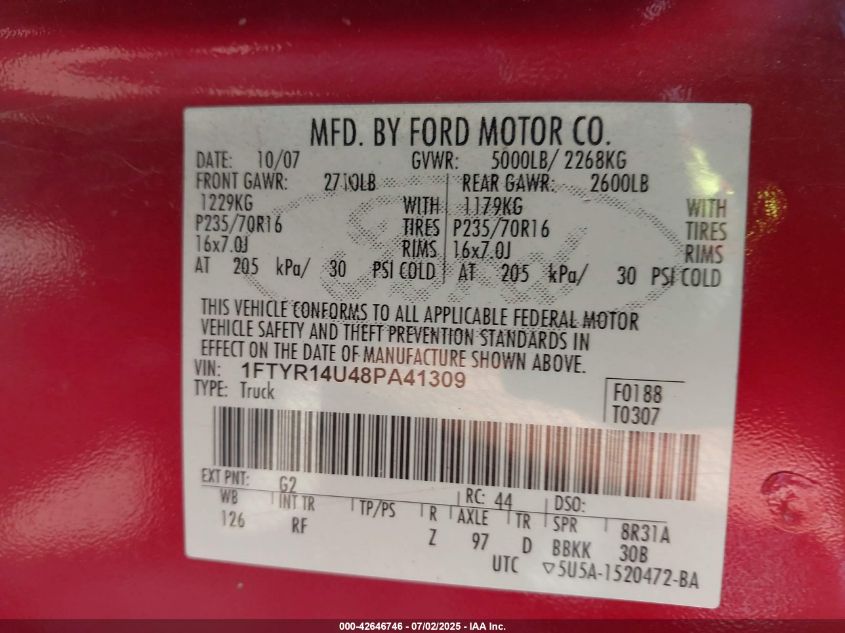 MFD. BY FORD MOTOR CO.
DATE: 10/07 GVWR: 5000LB/ 2268KG
FRONT GAWR: 2710LB REAR GAWR: 2600LB
1229KG WITH 1179KG WITH
P235/70R16 TIRES P235/70R16 TIRES
16x7.0J RIMS 16x7.0J RIMS
AT 205 kPa/ 30 PSI COLD AT 205 kPa/ 30 PSI COLD
THIS VEHICLE CONFORMS TO ALL APPLICABLE FEDERAL MOTOR
VEHICLE SAFETY AND THEFT PREVENTION STANDARDS IN
EFFECT ON THE DATE OF MANUFACTURE SHOWN ABOVE.
VIN: 1FTYR14U48PA41309
TYPE: Truck
F0188
T0307
EXT PNT: G2 RC: 44 DSO:
WB INT TR TP/PS R AXLE TR SPR 8R31A
126 RF Z 97 D BBKK 30B
UTC ▽5U5A-1520472-BA
000-42646746 - 07/02/2025 - IAA Inc.